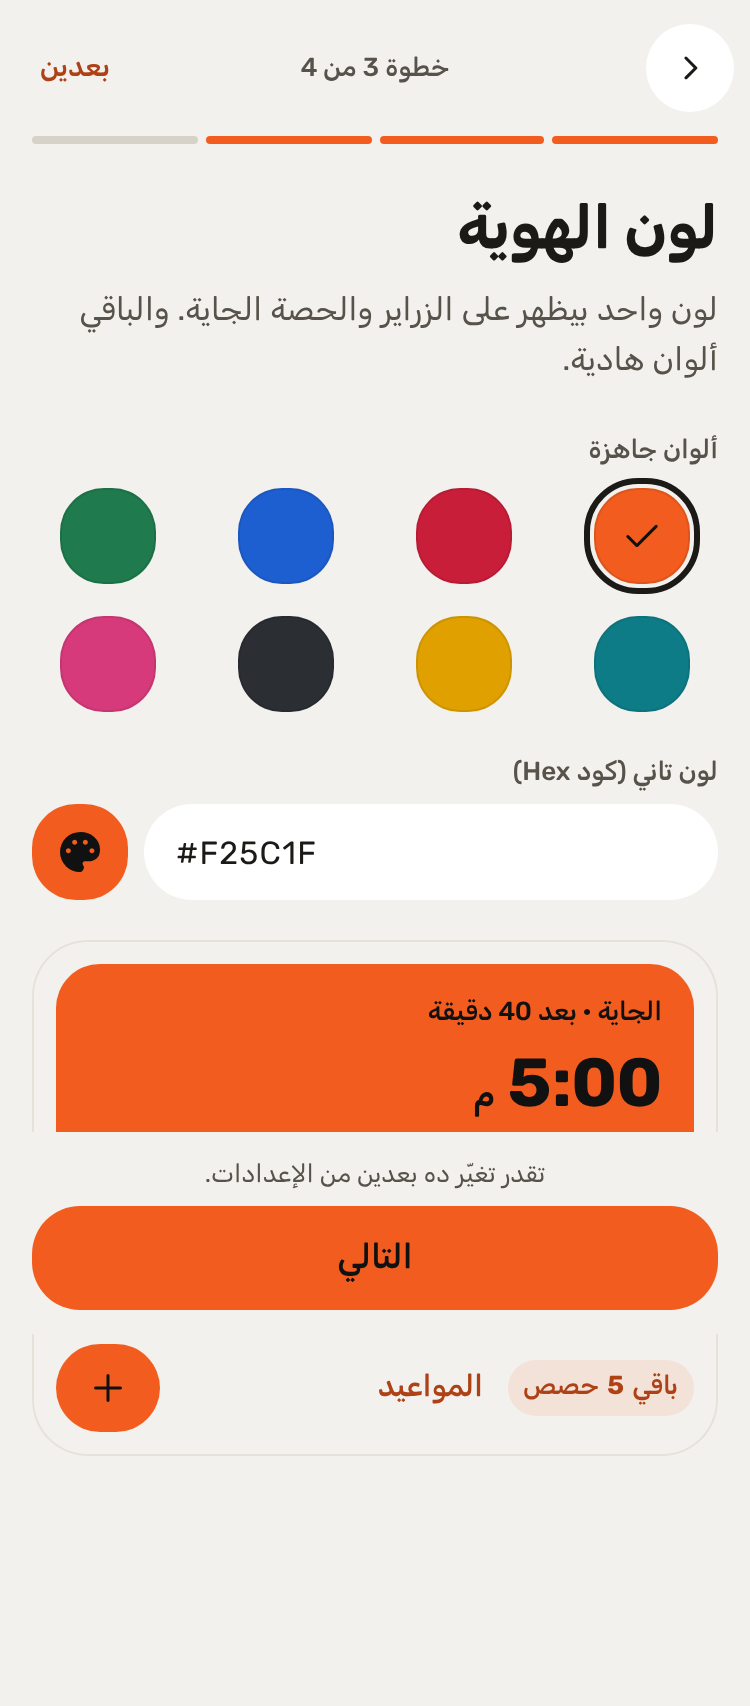 خطوة 3 من 4
بعدين
لون الهوية
لون واحد بيظهر على الزراير والحصة الجاية. والباقي
ألوان هادية.
ألوان جاهزة
لون تاني (كود Hex)
#F25C1F
الجاية • بعد 40 دقيقة
5:00 م
تقدر تغيّر ده بعدين من الإعدادات.
التالي
باقي 5 حصص
المواعيد